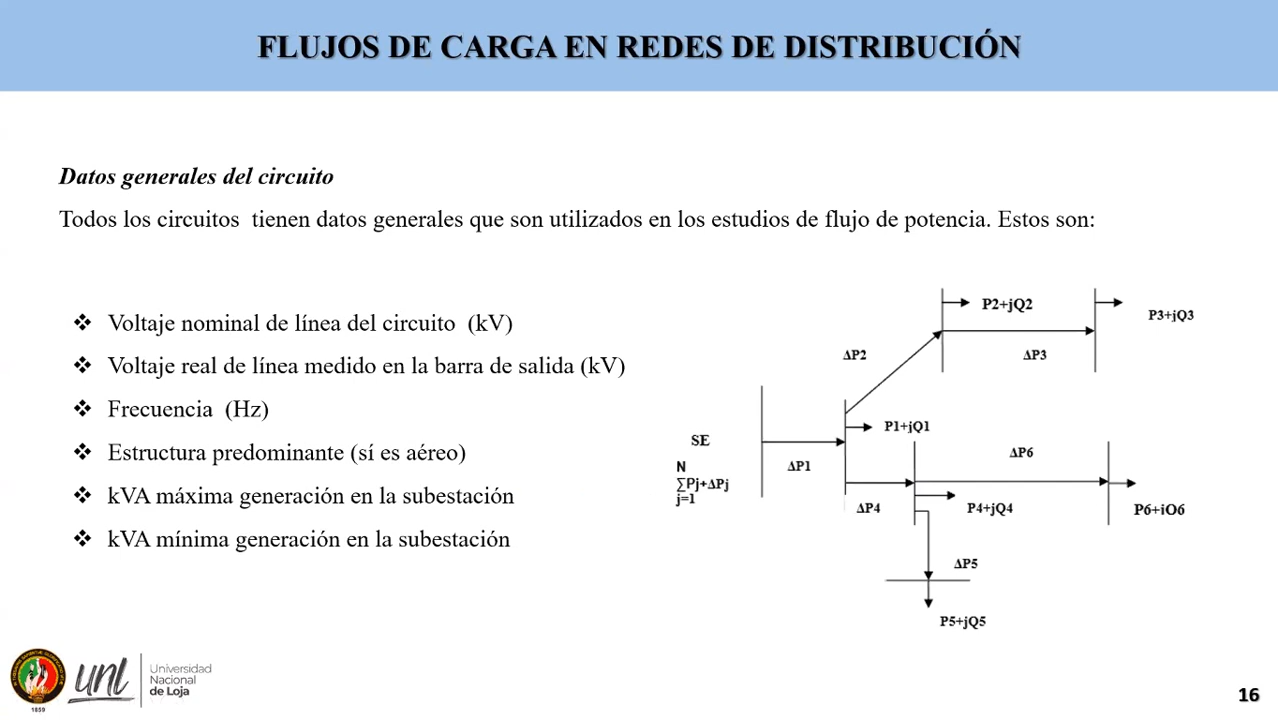 FLUJOS DE CARGA EN REDES DE DISTRIBUCIÓN
Datos generales del circuito
Todos los circuitos tienen datos generales que son utilizados en los estudios de flujo de potencia. Estos son:
❖ Voltaje nominal de línea del circuito (kV)
❖ Voltaje real de línea medido en la barra de salida (kV)
❖ Frecuencia (Hz)
❖ Estructura predominante (sí es aéreo)
❖ kVA máxima generación en la subestación
❖ kVA mínima generación en la subestación
P2+jQ2
P3+jQ3
ΔP2
ΔP3
P1+jQ1
SE
ΔP1
N
∑Pj+ΔPj
j=1
ΔP6
ΔP4
P4+jQ4
P6+iO6
ΔP5
P5+jQ5
1859
unl
Universidad
Nacional
de Loja
16